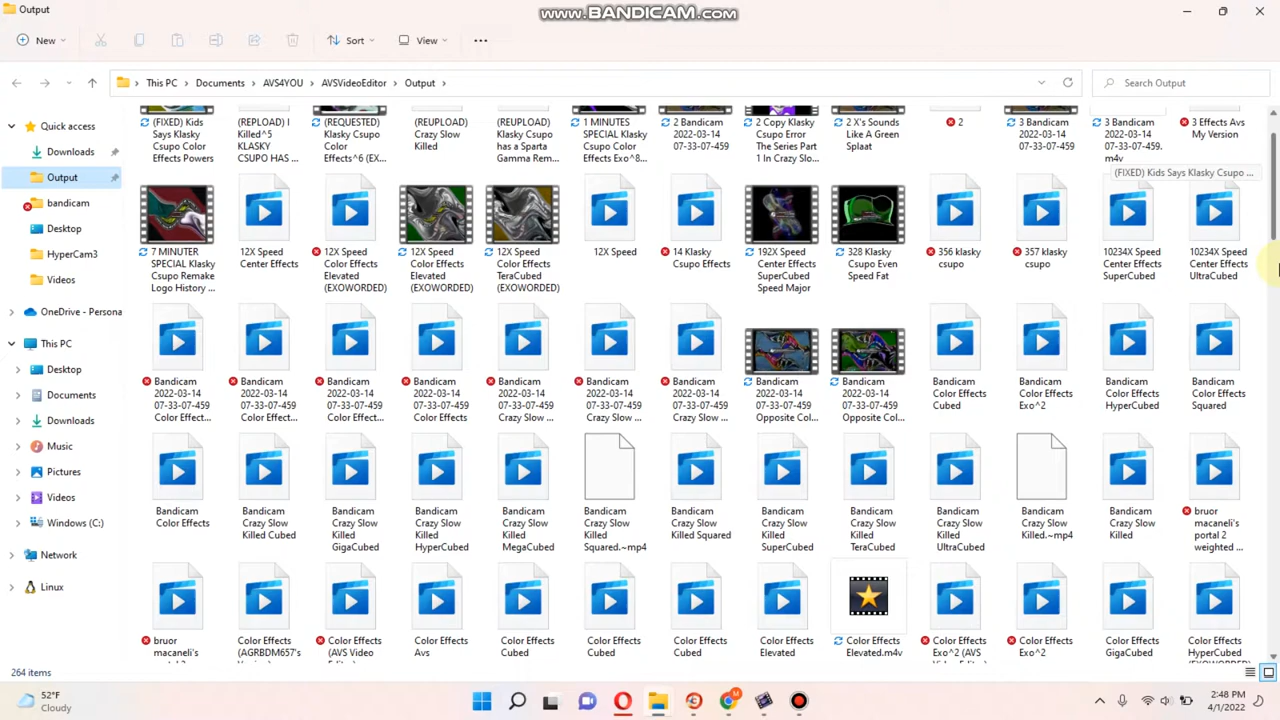 Output
www.BANDICAM.com
New
Sort
View
This PC
Documents
AVS4YOU
AVSVideoEditor
Output
Search Output
Quick access
Downloads
Output
bandicam
Desktop
HyperCam3
Videos
OneDrive - Persona
This PC
Desktop
Documents
Downloads
Music
Pictures
Videos
Windows (C:)
Network
Linux
(FIXED) Kids
Says Klasky
Csupo Color
Effects Powers
(REPLOAD) I
Killed^5
KLASKY
CSUPO HAS ...
(REQUESTED)
Klasky Csupo
Color
Effects^6 (EX...
(REUPLOAD)
Crazy Slow
Killed
(REUPLOAD)
Klasky Csupo
has a Sparta
Gamma Rem...
1 MINUTES
SPECIAL Klasky
Csupo Color
Effects Exo^8...
2 Bandicam
2022-03-14
07-33-07-459
2 Copy Klasky
Csupo Error
The Series Part
1 In Crazy Slo...
2 X's Sounds
Like A Green
Splaat
2
3 Bandicam
2022-03-14
07-33-07-459
3 Bandicam
2022-03-14
07-33-07-459.
m4v
3 Effects Avs
My Version
(FIXED) Kids Says Klasky Csupo ...
7 MINUTER
SPECIAL Klasky
Csupo Remake
Logo History ...
12X Speed
Center Effects
12X Speed
Color Effects
Elevated
(EXOWORDED)
12X Speed
Color Effects
Elevated
(EXOWORDED)
12X Speed
Color Effects
TeraCubed
(EXOWORDED)
12X Speed
14 Klasky
Csupo Effects
192X Speed
Center Effects
SuperCubed
Speed Major
328 Klasky
Csupo Even
Speed Fat
356 klasky
csupo
357 klasky
csupo
10234X Speed
Center Effects
SuperCubed
10234X Speed
Center Effects
UltraCubed
Bandicam
2022-03-14
07-33-07-459
Color Effect...
Bandicam
2022-03-14
07-33-07-459
Color Effect...
Bandicam
2022-03-14
07-33-07-459
Color Effect...
Bandicam
2022-03-14
07-33-07-459
Color Effect...
Bandicam
2022-03-14
07-33-07-459
Crazy Slow ...
Bandicam
2022-03-14
07-33-07-459
Crazy Slow ...
Bandicam
2022-03-14
07-33-07-459
Crazy Slow ...
Bandicam
2022-03-14
07-33-07-459
Opposite Col...
Bandicam
2022-03-14
07-33-07-459
Opposite Col...
Bandicam
Color Effects
Cubed
Bandicam
Color Effects
Exo^2
Bandicam
Color Effects
HyperCubed
Bandicam
Color Effects
Squared
Bandicam
Color Effects
Bandicam
Crazy Slow
Killed Cubed
Bandicam
Crazy Slow
Killed
GigaCubed
Bandicam
Crazy Slow
Killed
HyperCubed
Bandicam
Crazy Slow
Killed
MegaCubed
Bandicam
Crazy Slow
Killed
Squared.~mp4
Bandicam
Crazy Slow
Killed Squared
Bandicam
Crazy Slow
Killed
SuperCubed
Bandicam
Crazy Slow
Killed
TeraCubed
Bandicam
Crazy Slow
Killed
UltraCubed
Bandicam
Crazy Slow
Killed.~mp4
Bandicam
Crazy Slow
Killed
bruor
macaneli's
portal 2
weighted ...
bruor
macaneli's
Color Effects
(AGRBDM657's
Color Effects
(AVS Video
Color Effects
Avs
Color Effects
Cubed
Color Effects
Cubed
Color Effects
Cubed
Color Effects
Elevated
Color Effects
Elevated.m4v
Color Effects
Exo^2 (AVS
Color Effects
Exo^2
Color Effects
GigaCubed
Color Effects
HyperCubed
264 items
52°F
Cloudy
M
2:48 PM
4/1/2022